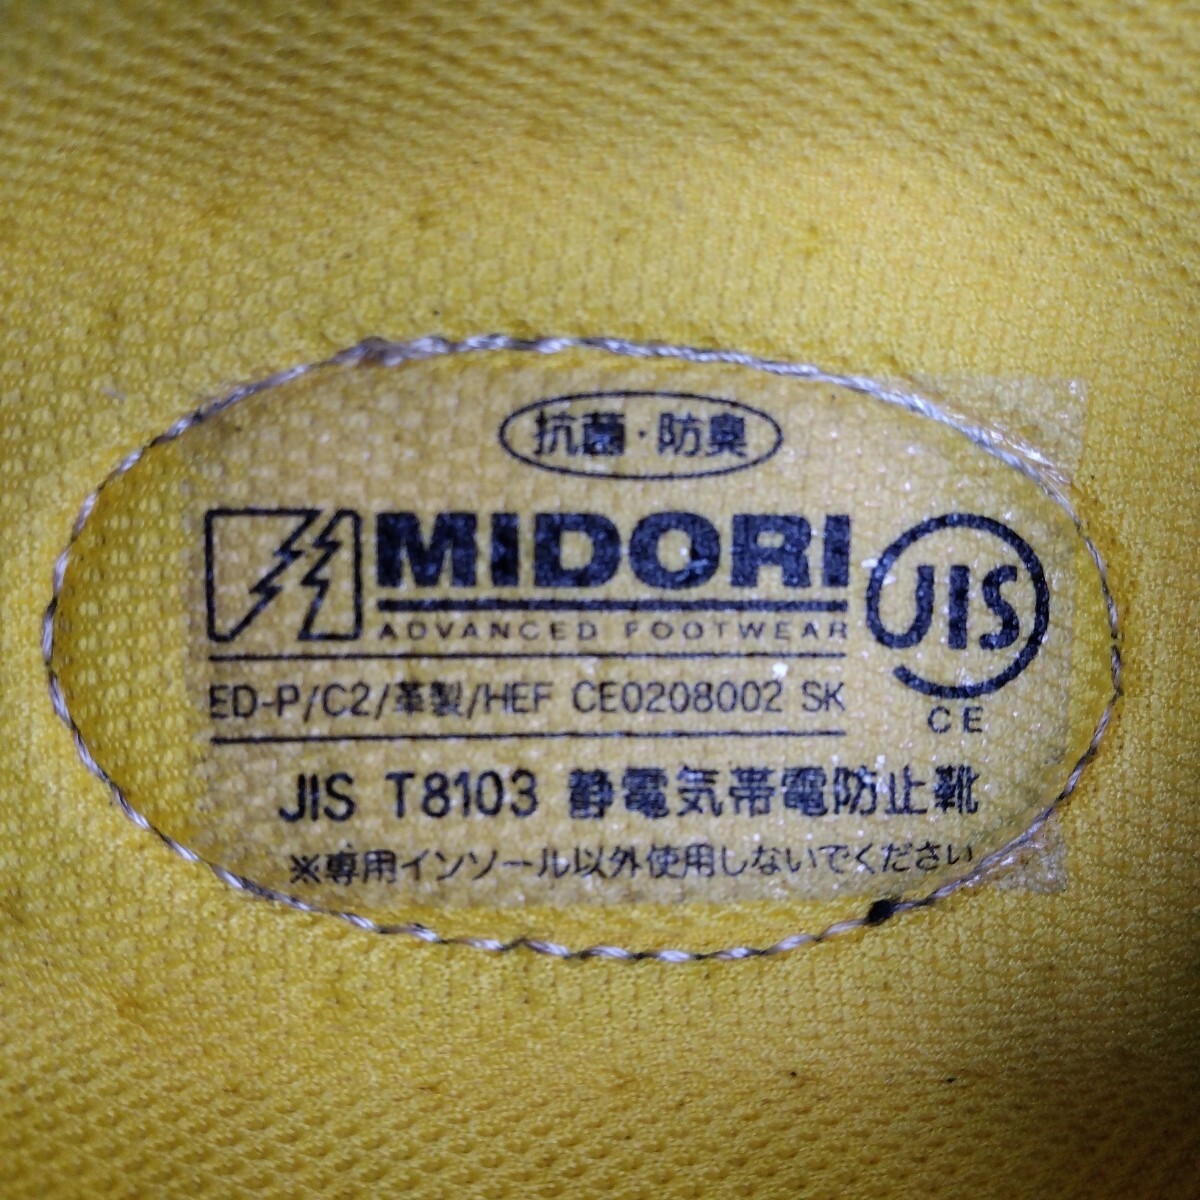 抗菌・防臭
MIDORI
ADVANCED FOOTWEAR
JIS
CE
ED-P/C2/革製/HEF CE0208002 SK
JIS T8103 静電気帯電防止靴
※専用インソール以外使用しないでください